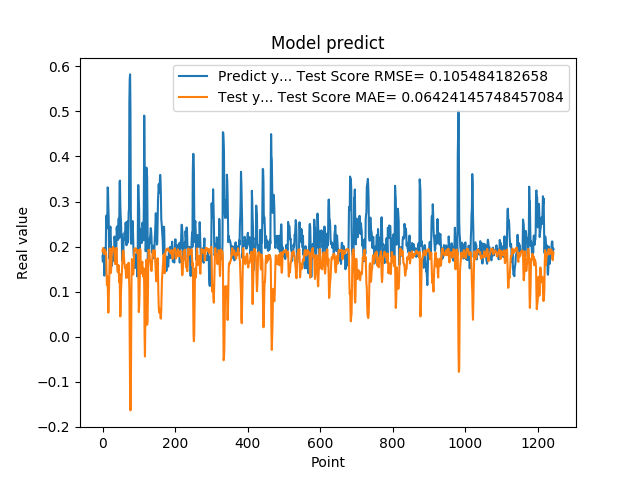 Model predict
Predict y... Test Score RMSE= 0.105484182658
Test y... Test Score MAE= 0.06424145748457084
Real value
0.6
0.5
0.4
0.3
0.2
0.1
0.0
−0.1
−0.2
0 200 400 600 800 1000 1200
Point